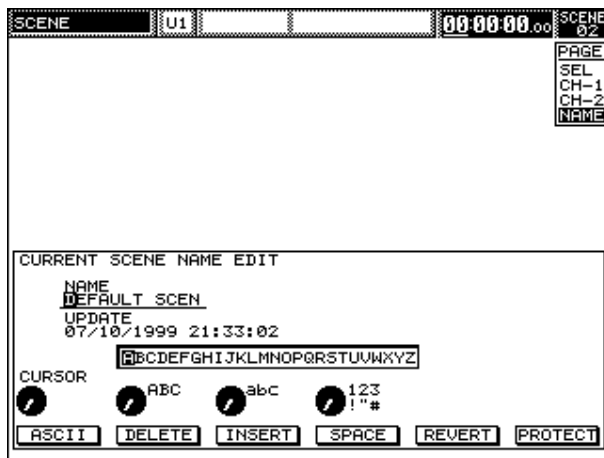 SCENE U1 00:00:00.00 SCENE 02
PAGE
SEL
CH-1
CH-2
NAME
CURRENT SCENE NAME EDIT
NAME
DEFAULT SCEN
UPDATE
07/10/1999 21:33:02
ABCDEFGHIJKLMNOPQRSTUVWXYZ
CURSOR
ABC
abc
123
!"#
ASCII DELETE INSERT SPACE REVERT PROTECT